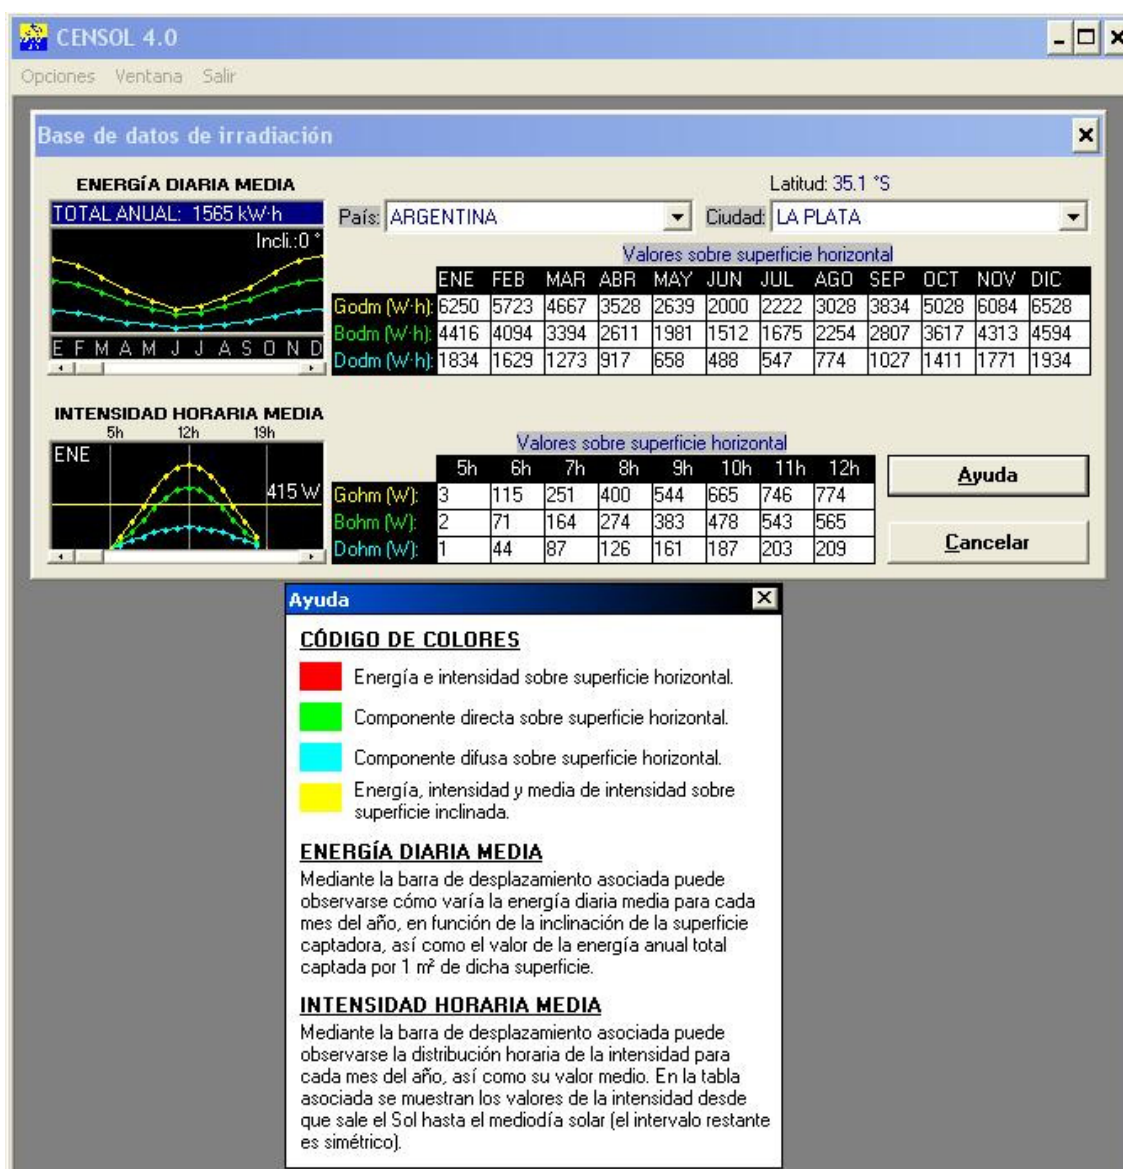 CENSOL 4.0
Opciones Ventana Salir
Base de datos de irradiación
ENERGÍA DIARIA MEDIA
Latitud: 35.1 °S
TOTAL ANUAL: 1565 kW·h
País: ARGENTINA
Ciudad: LA PLATA
Incli.:0 °
Valores sobre superficie horizontal
ENE FEB MAR ABR MAY JUN JUL AGO SEP OCT NOV DIC
Godm (W·h): 6250 5723 4667 3528 2639 2000 2222 3028 3834 5028 6084 6528
Bodm (W·h): 4416 4094 3394 2611 1981 1512 1675 2254 2807 3617 4313 4594
Dodm (W·h): 1834 1629 1273 917 658 488 547 774 1027 1411 1771 1934
E F M A M J J A S O N D
INTENSIDAD HORARIA MEDIA
5h 12h 19h
ENE
415 W
Valores sobre superficie horizontal
5h 6h 7h 8h 9h 10h 11h 12h
Gohm (W): 3 115 251 400 544 665 746 774
Bohm (W): 2 71 164 274 383 478 543 565
Dohm (W): 1 44 87 126 161 187 203 209
Ayuda
Cancelar
Ayuda
CÓDIGO DE COLORES
Energía e intensidad sobre superficie horizontal.
Componente directa sobre superficie horizontal.
Componente difusa sobre superficie horizontal.
Energía, intensidad y media de intensidad sobre
superficie inclinada.
ENERGÍA DIARIA MEDIA
Mediante la barra de desplazamiento asociada puede
observarse cómo varía la energía diaria media para cada
mes del año, en función de la inclinación de la superficie
captadora, así como el valor de la energía anual total
captada por 1 m² de dicha superficie.
INTENSIDAD HORARIA MEDIA
Mediante la barra de desplazamiento asociada puede
observarse la distribución horaria de la intensidad para
cada mes del año, así como su valor medio. En la tabla
asociada se muestran los valores de la intensidad desde
que sale el Sol hasta el mediodía solar (el intervalo restante
es simétrico).